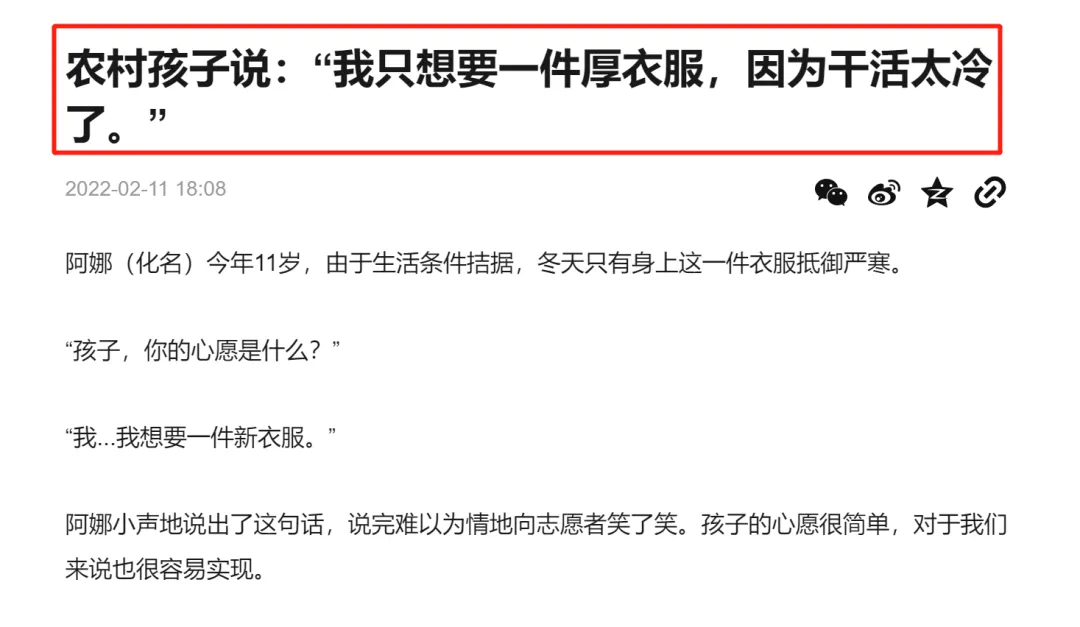 农村孩子说：“我只想要一件厚衣服，因为干活太冷
了。”
2022-02-11 18:08
阿娜（化名）今年11岁，由于生活条件拮据，冬天只有身上这一件衣服抵御严寒。
“孩子，你的心愿是什么？”
“我...我想要一件新衣服。”
阿娜小声地说出了这句话，说完难以为情地向志愿者笑了笑。孩子的心愿很简单，对于我们
来说也很容易实现。